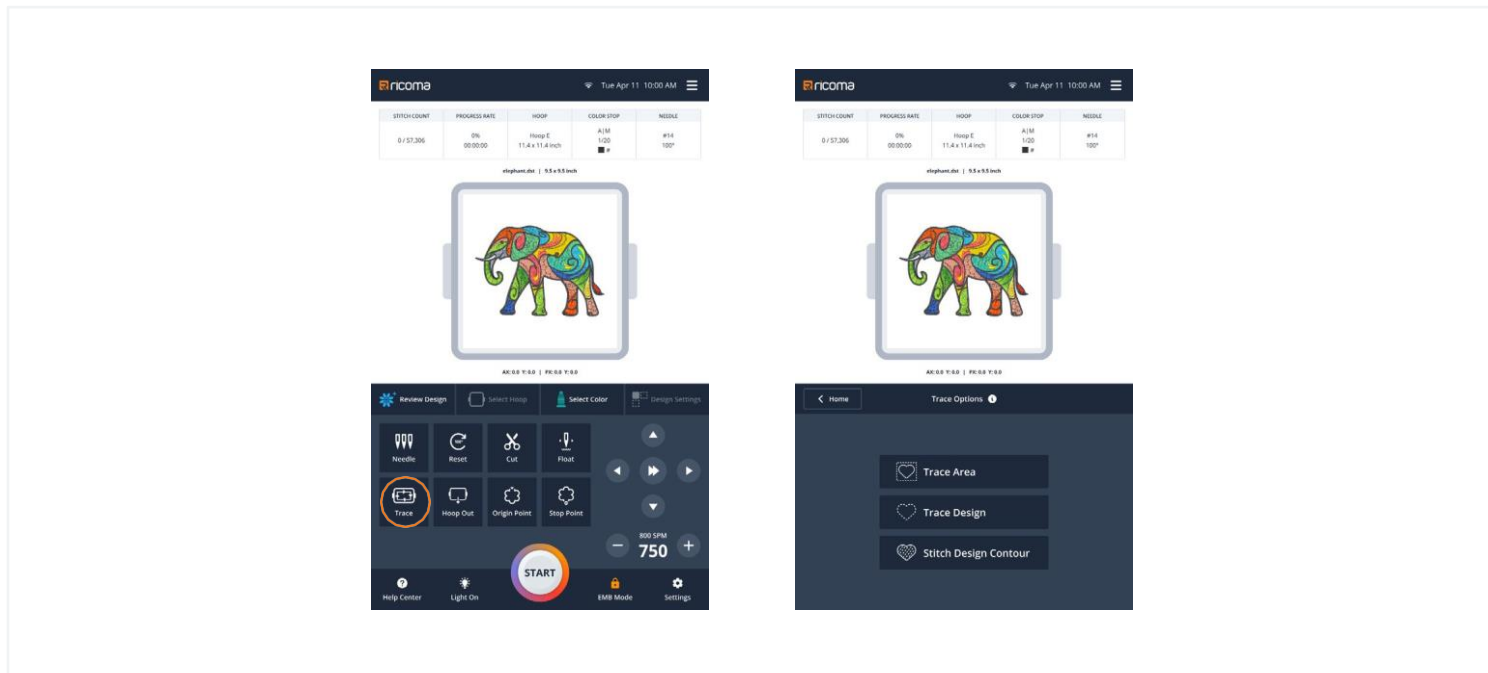 ricoma
Tue Apr 11 10:00 AM
STITCH COUNT PROGRESS RATE HOOP COLOR STOP NEEDLE
0 / 57,306 0% 00:00:00 Hoop E 11.4 x 11.4 inch A|M 1/20 # #14 100°
elephant.dst | 9.5 x 9.5 inch
AX: 0.0 Y: 0.0 | PX: 0.0 Y: 0.0
Review Design Select Hoop Select Color Design Settings
Needle Reset Cut Float
Trace Hoop Out Origin Point Stop Point
800 SPM
750
START
Help Center Light On EMB Mode Settings
ricoma
Tue Apr 11 10:00 AM
STITCH COUNT PROGRESS RATE HOOP COLOR STOP NEEDLE
0 / 57,306 0% 00:00:00 Hoop E 11.4 x 11.4 inch A|M 1/20 # #14 100°
elephant.dst | 9.5 x 9.5 inch
AX: 0.0 Y: 0.0 | PX: 0.0 Y: 0.0
Home Trace Options
Trace Area
Trace Design
Stitch Design Contour